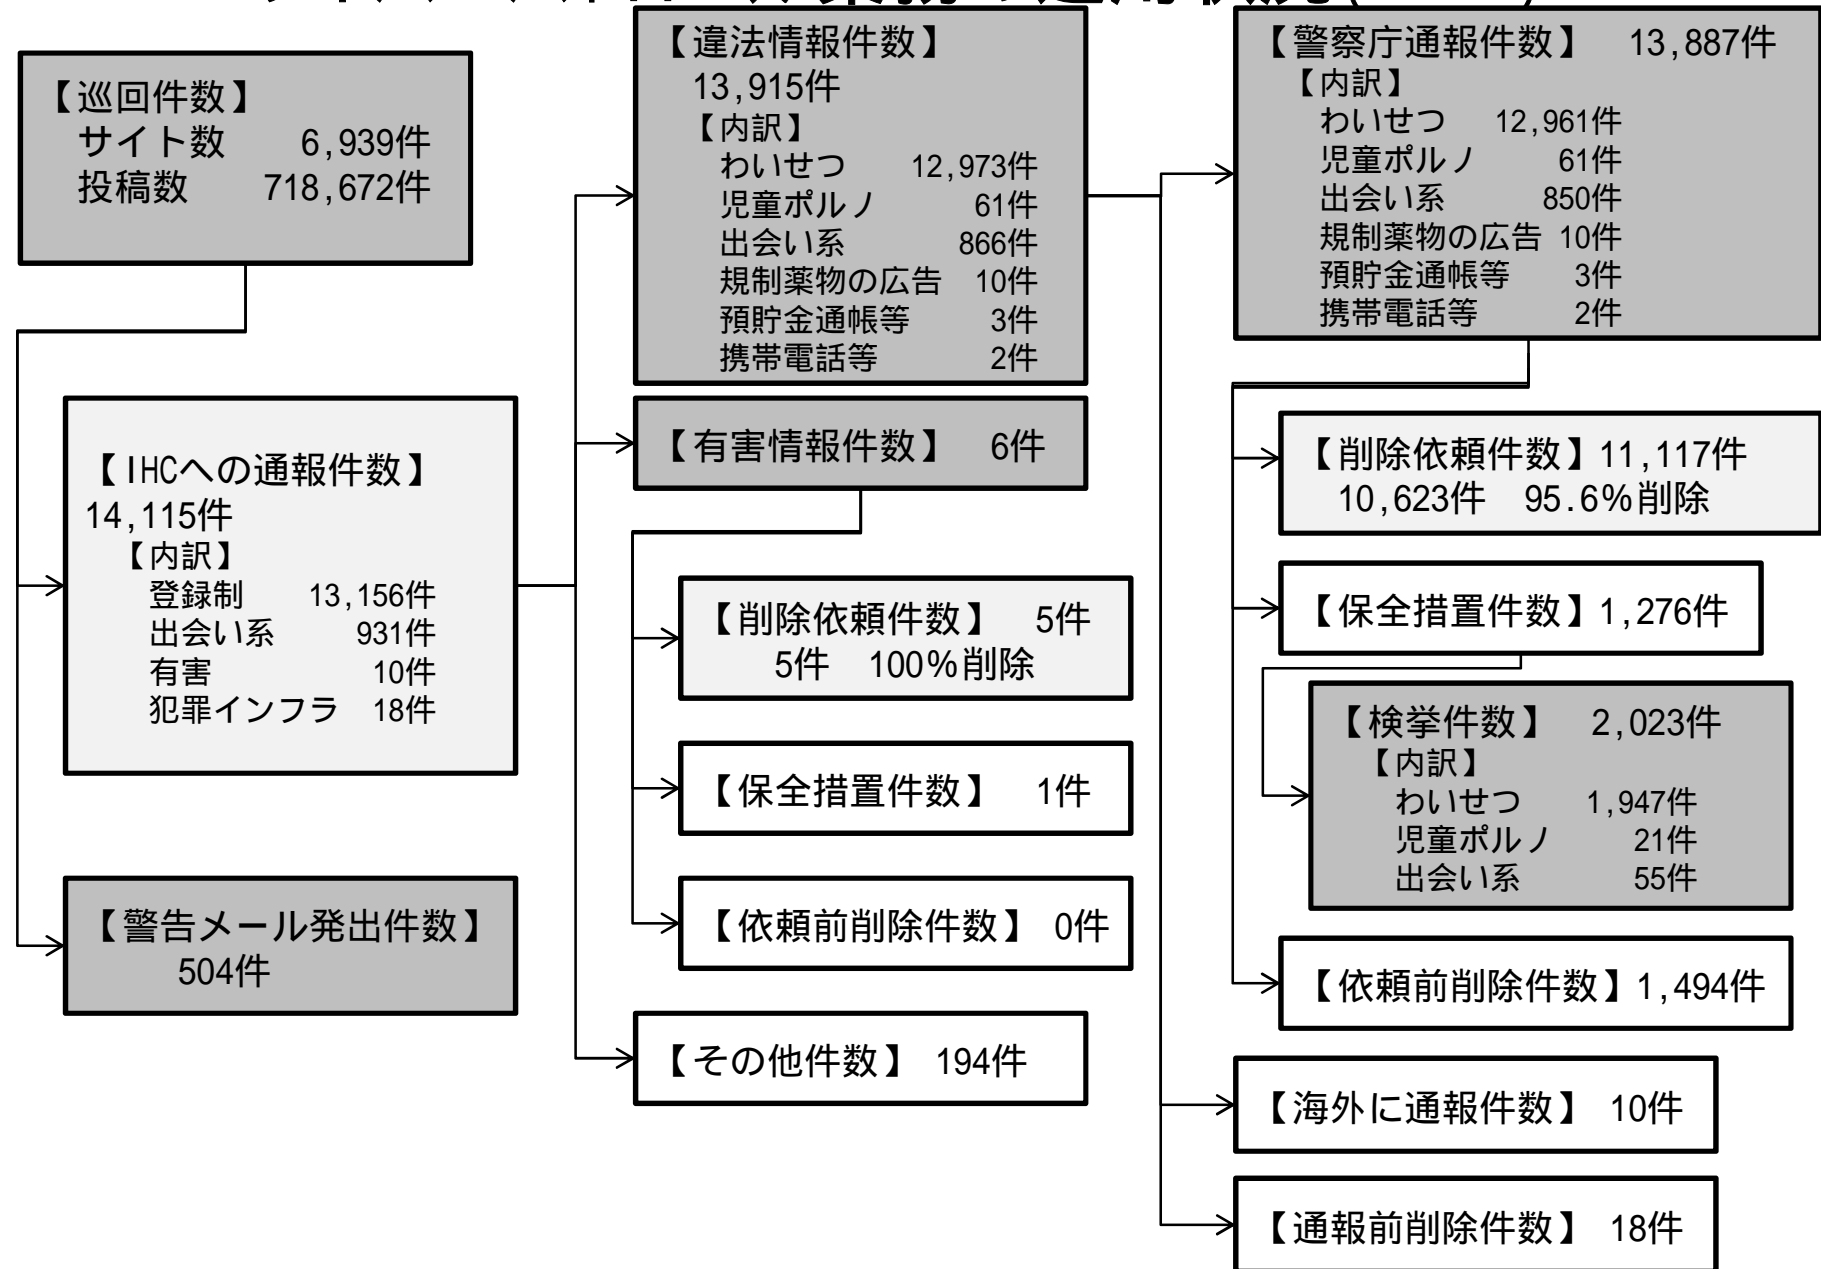 【巡回件数】
サイト数 6,939件
投稿数 718,672件
【IHCへの通報件数】
14,115件
【内訳】
登録制 13,156件
出会い系 931件
有害 10件
犯罪インフラ 18件
【警告メール発出件数】
504件
【違法情報件数】
13,915件
【内訳】
わいせつ 12,973件
児童ポルノ 61件
出会い系 866件
規制薬物の広告 10件
預貯金通帳等 3件
携帯電話等 2件
【有害情報件数】 6件
【削除依頼件数】 5件
5件 100%削除
【保全措置件数】 1件
【依頼前削除件数】 0件
【その他件数】 194件
【警察庁通報件数】 13,887件
【内訳】
わいせつ 12,961件
児童ポルノ 61件
出会い系 850件
規制薬物の広告 10件
預貯金通帳等 3件
携帯電話等 2件
【削除依頼件数】11,117件
10,623件 95.6%削除
【保全措置件数】1,276件
【検挙件数】 2,023件
【内訳】
わいせつ 1,947件
児童ポルノ 21件
出会い系 55件
【依頼前削除件数】1,494件
【海外に通報件数】 10件
【通報前削除件数】 18件